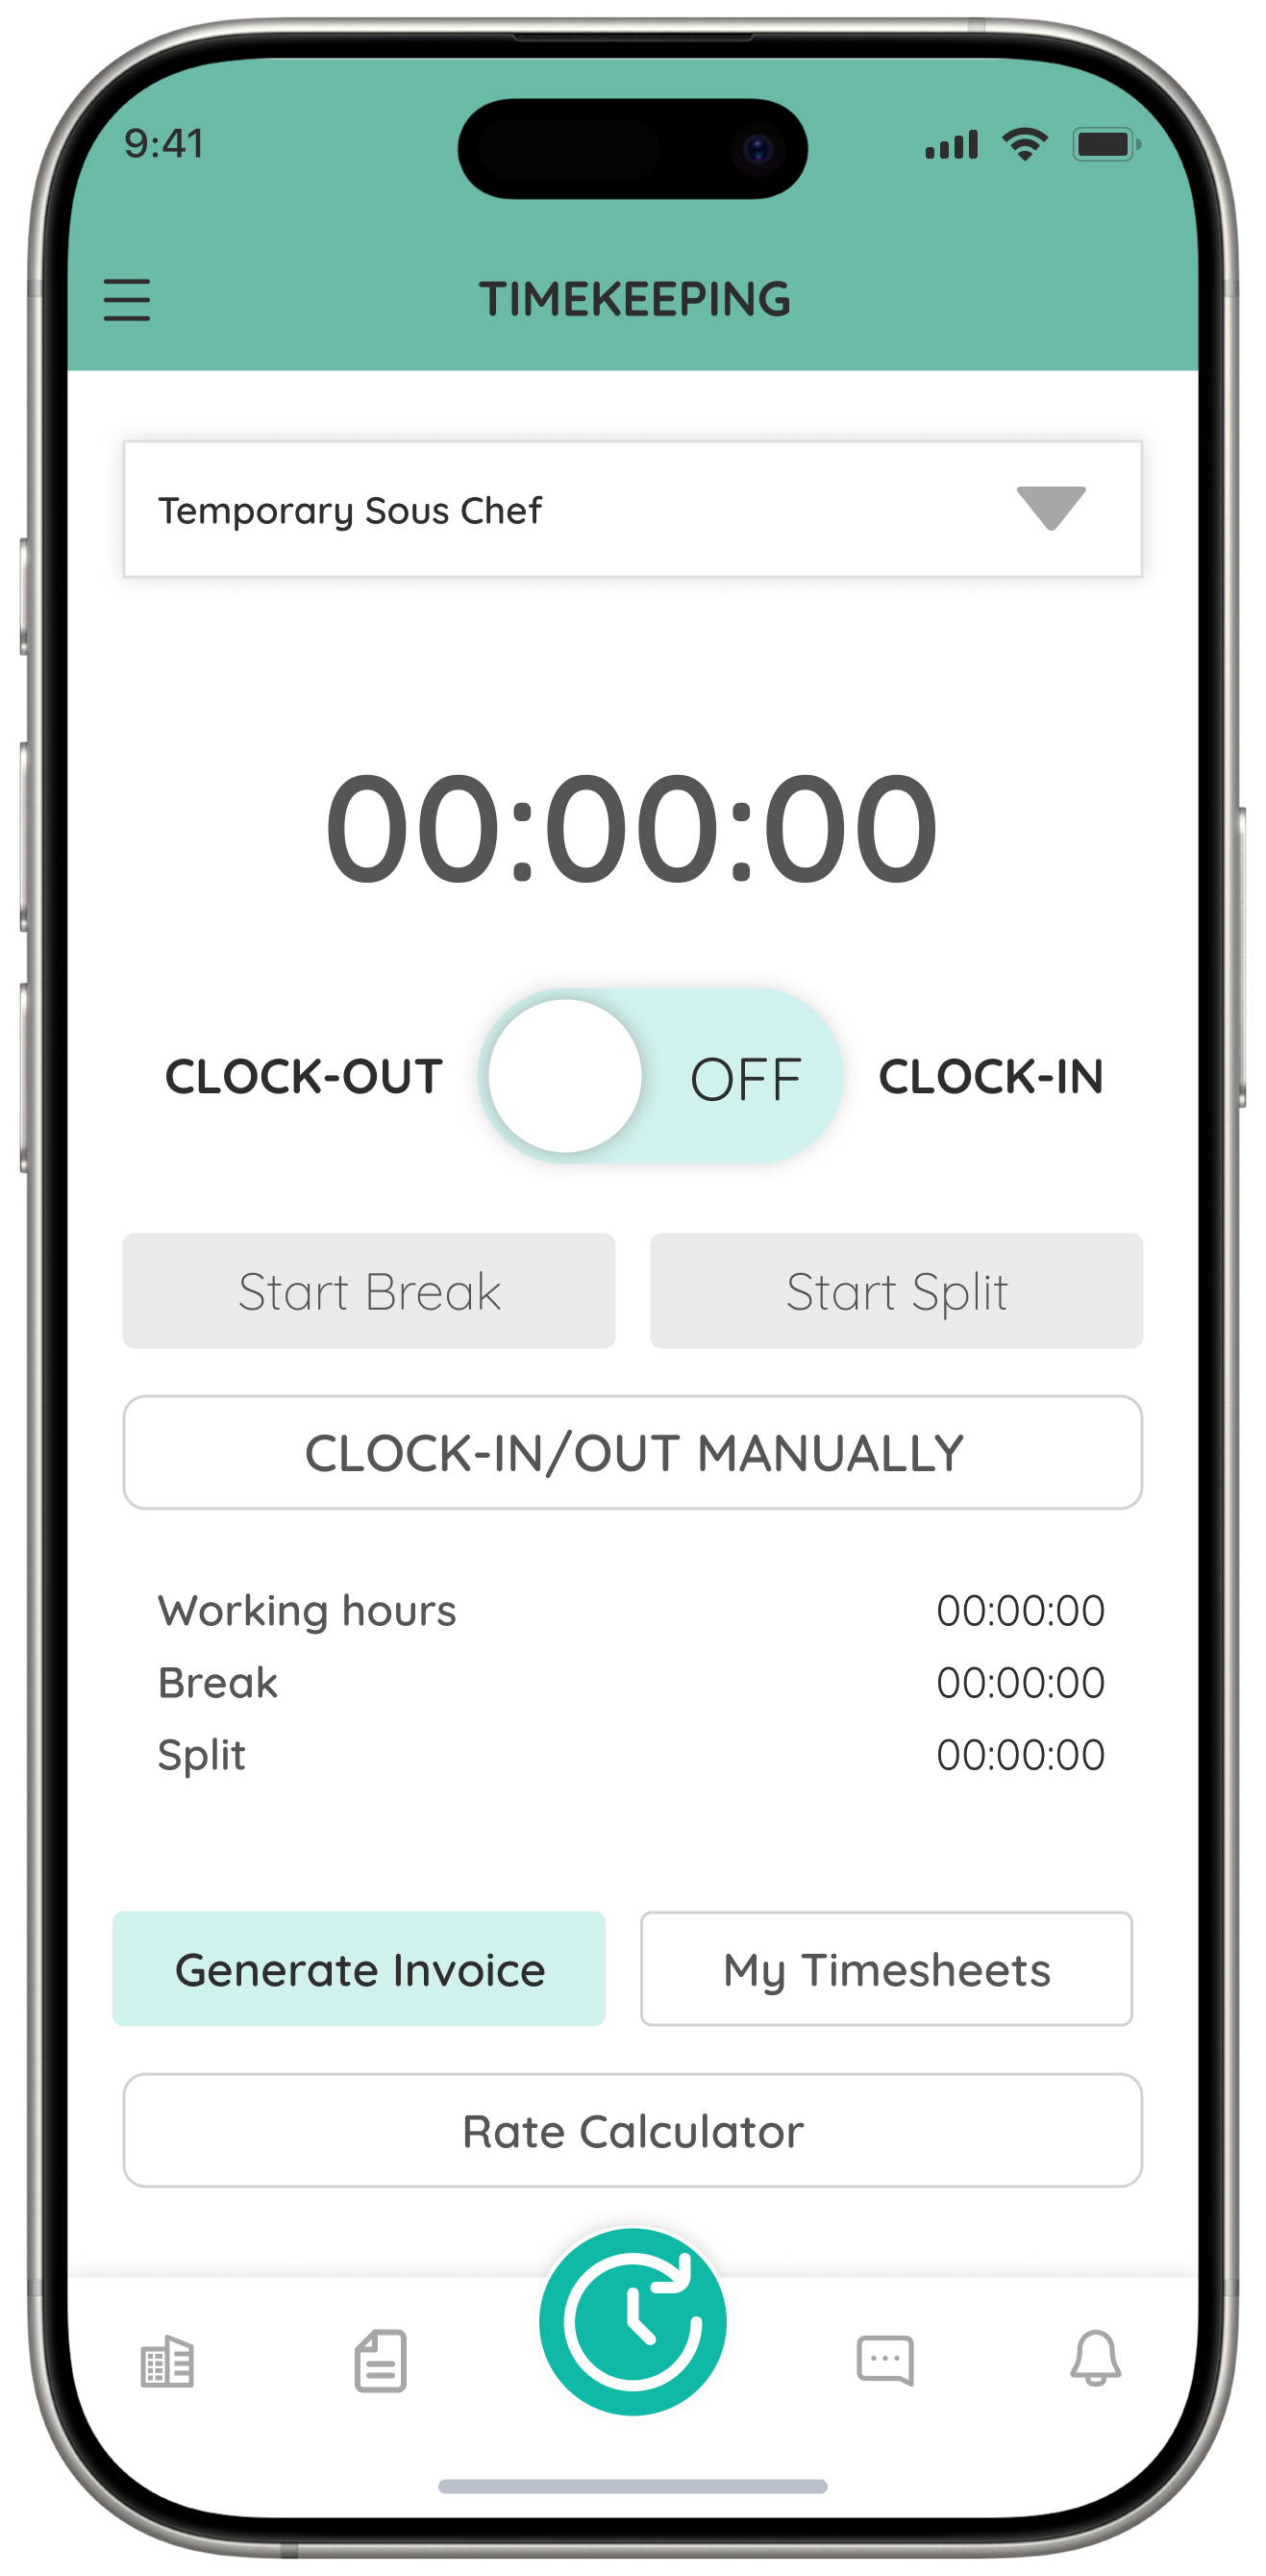 9:41
TIMEKEEPING
Temporary Sous Chef
00:00:00
CLOCK-OUT OFF CLOCK-IN
Start Break Start Split
CLOCK-IN/OUT MANUALLY
Working hours 00:00:00
Break 00:00:00
Split 00:00:00
Generate Invoice My Timesheets
Rate Calculator